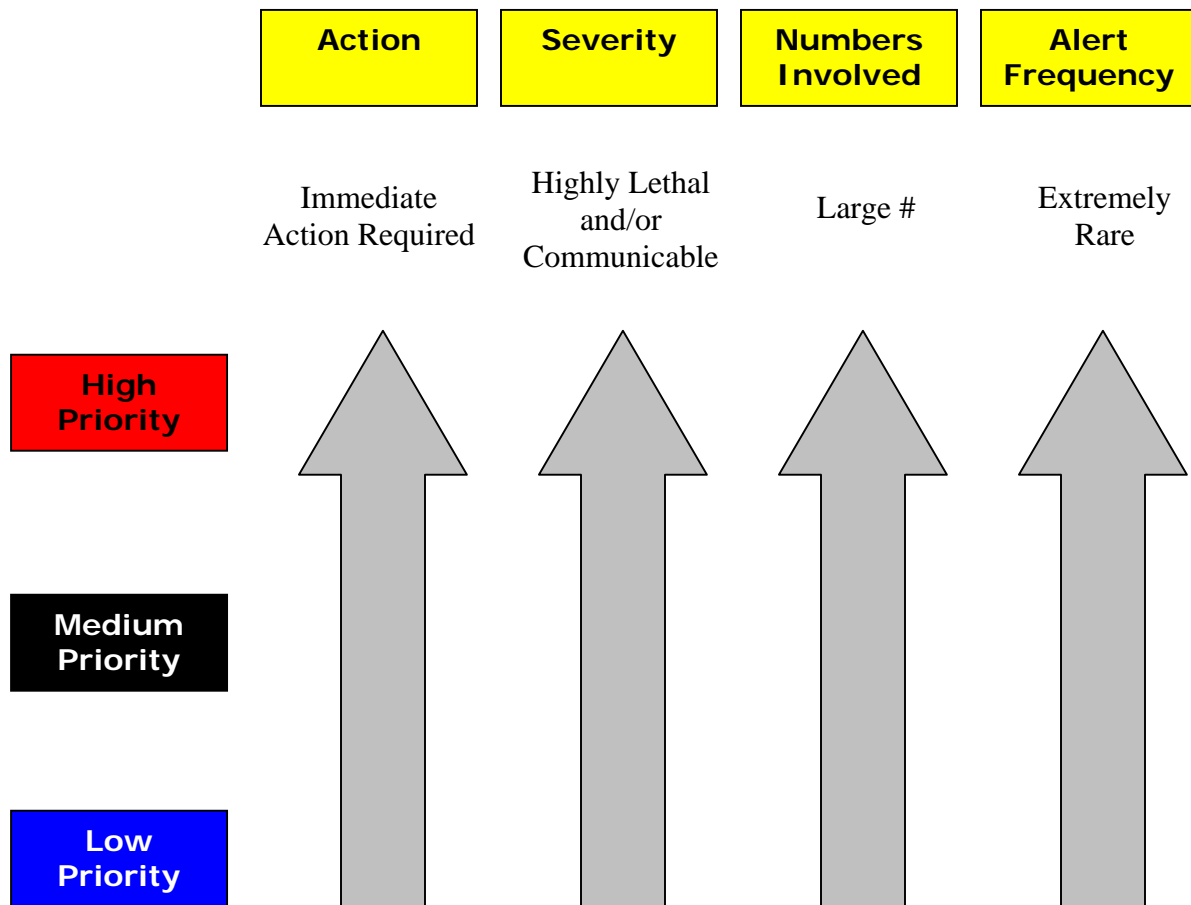 Action
Severity
Numbers
Involved
Alert
Frequency
Immediate
Action Required
Highly Lethal
and/or
Communicable
Large #
Extremely
Rare
High
Priority
Medium
Priority
Low
Priority